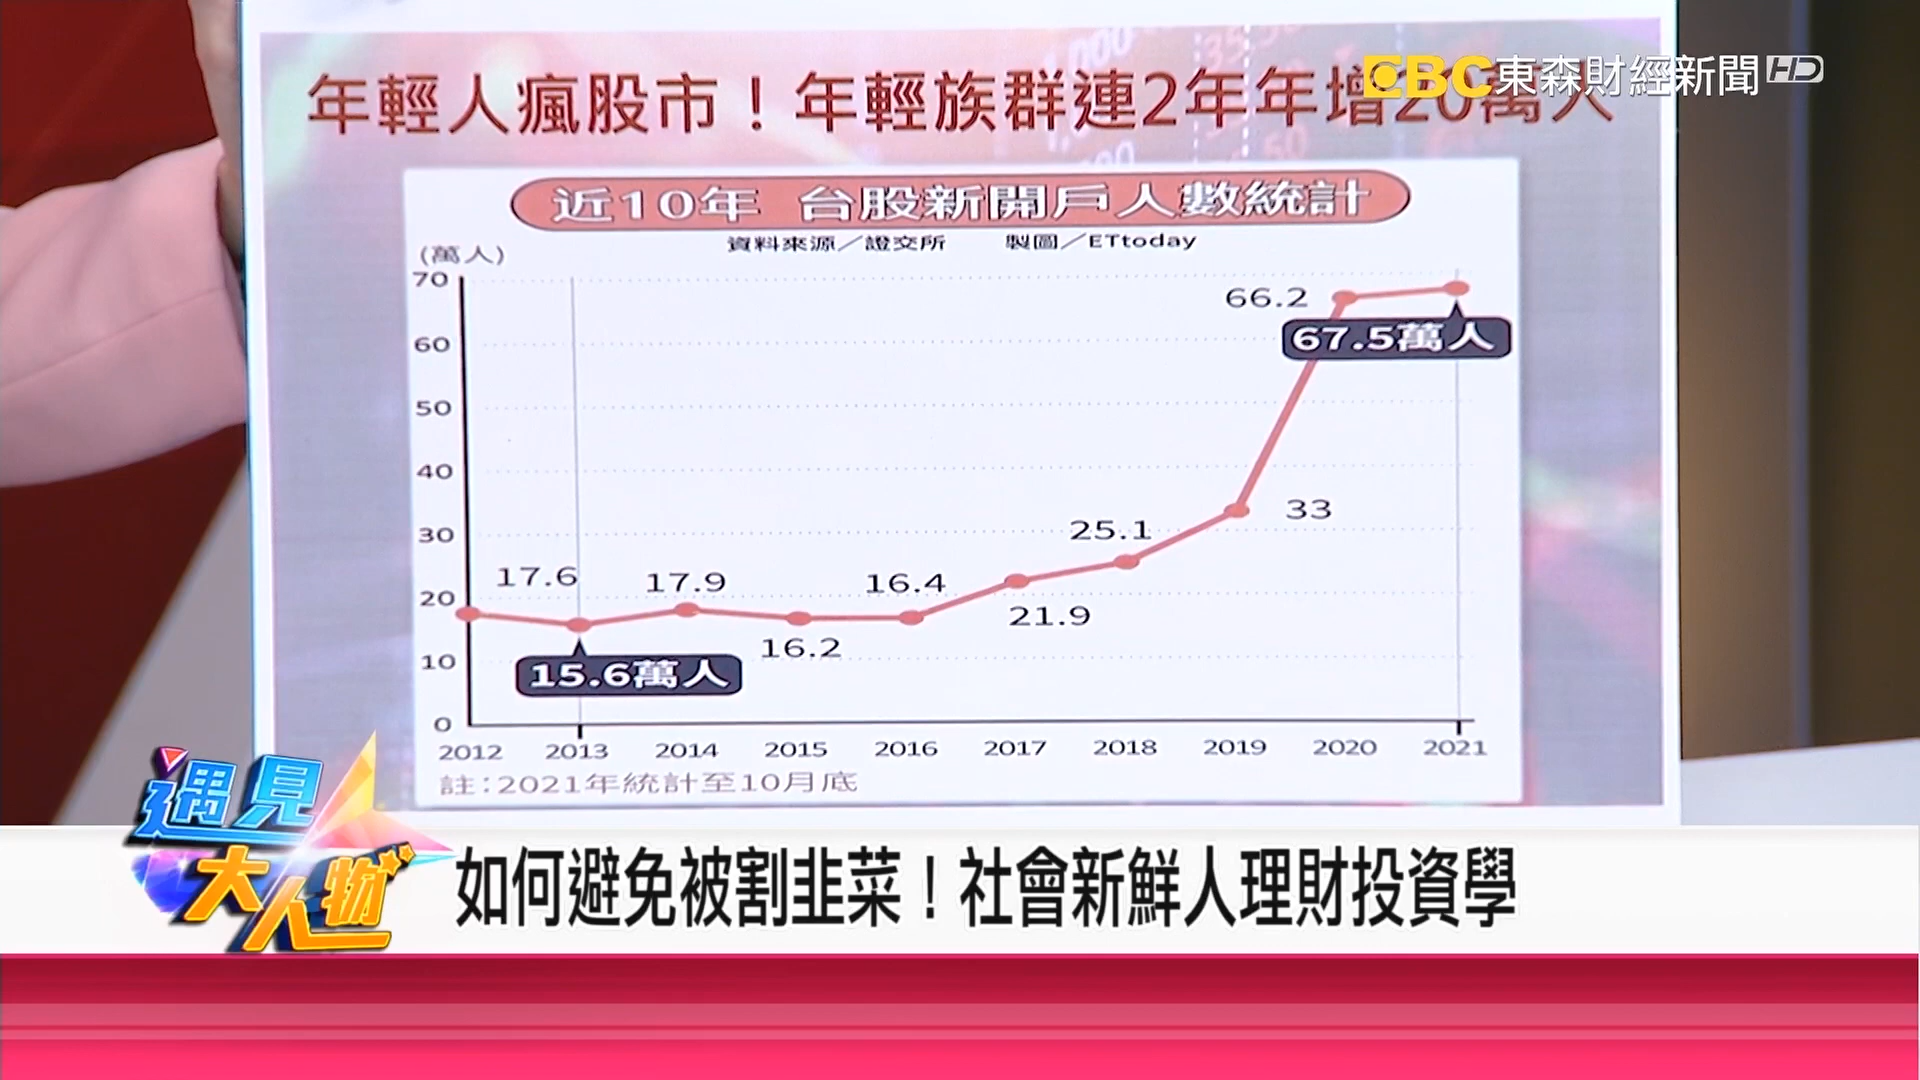 EBC東森財經新聞HD
年輕人瘋股市！年輕族群連2年年增20萬人
近10年 台股新開戶人數統計
資料來源／證交所 製圖／ETtoday
(萬人)
70
60
50
40
30
20
10
0
17.6
15.6萬人
17.9
16.2
16.4
21.9
25.1
33
66.2
67.5萬人
2012 2013 2014 2015 2016 2017 2018 2019 2020 2021
註：2021年統計至10月底
遇見
大人物
如何避免被割韭菜！社會新鮮人理財投資學